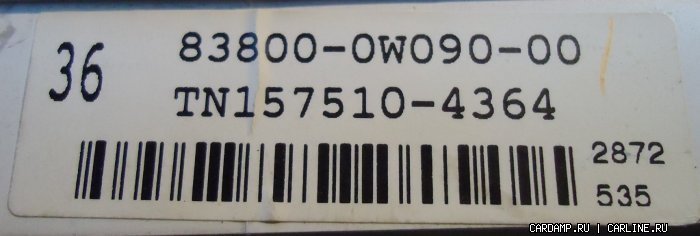 36
83800-0W090-00
TN157510-4364
2872
535
CARDAMP.RU | CARLINE.RU